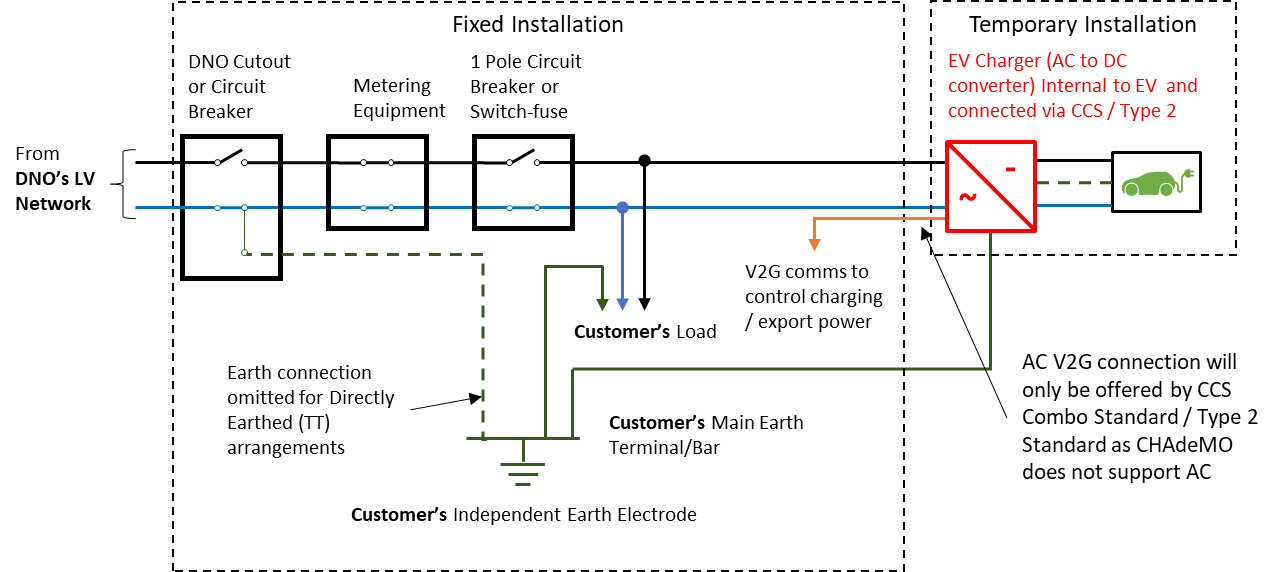 Fixed Installation
Temporary Installation
DNO Cutout
or Circuit
Breaker
Metering
Equipment
1 Pole Circuit
Breaker or
Switch-fuse
EV Charger (AC to DC
converter) Internal to EV and
connected via CCS / Type 2
From
DNO's LV
Network
-
~
V2G comms to
control charging
/ export power
Customer's Load
Earth connection
omitted for Directly
Earthed (TT)
arrangements
Customer's Main Earth
Terminal/Bar
AC V2G connection will
only be offered by CCS
Combo Standard / Type 2
Standard as CHAdeMO
does not support AC
Customer's Independent Earth Electrode